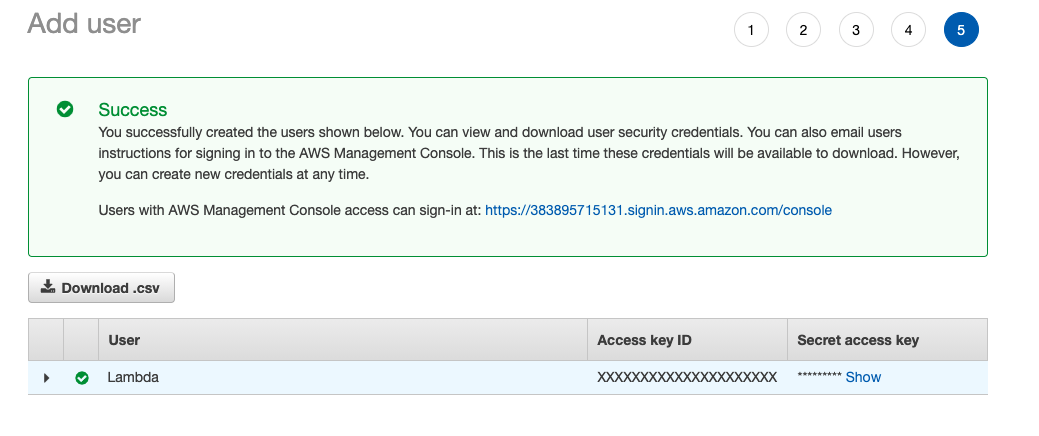 Add user
1 2 3 4 5
Success
You successfully created the users shown below. You can view and download user security credentials. You can also email users
instructions for signing in to the AWS Management Console. This is the last time these credentials will be available to download. However,
you can create new credentials at any time.
Users with AWS Management Console access can sign-in at: https://383895715131.signin.aws.amazon.com/console
Download .csv
User Access key ID Secret access key
Lambda XXXXXXXXXXXXXXXXXXXXX ********* Show